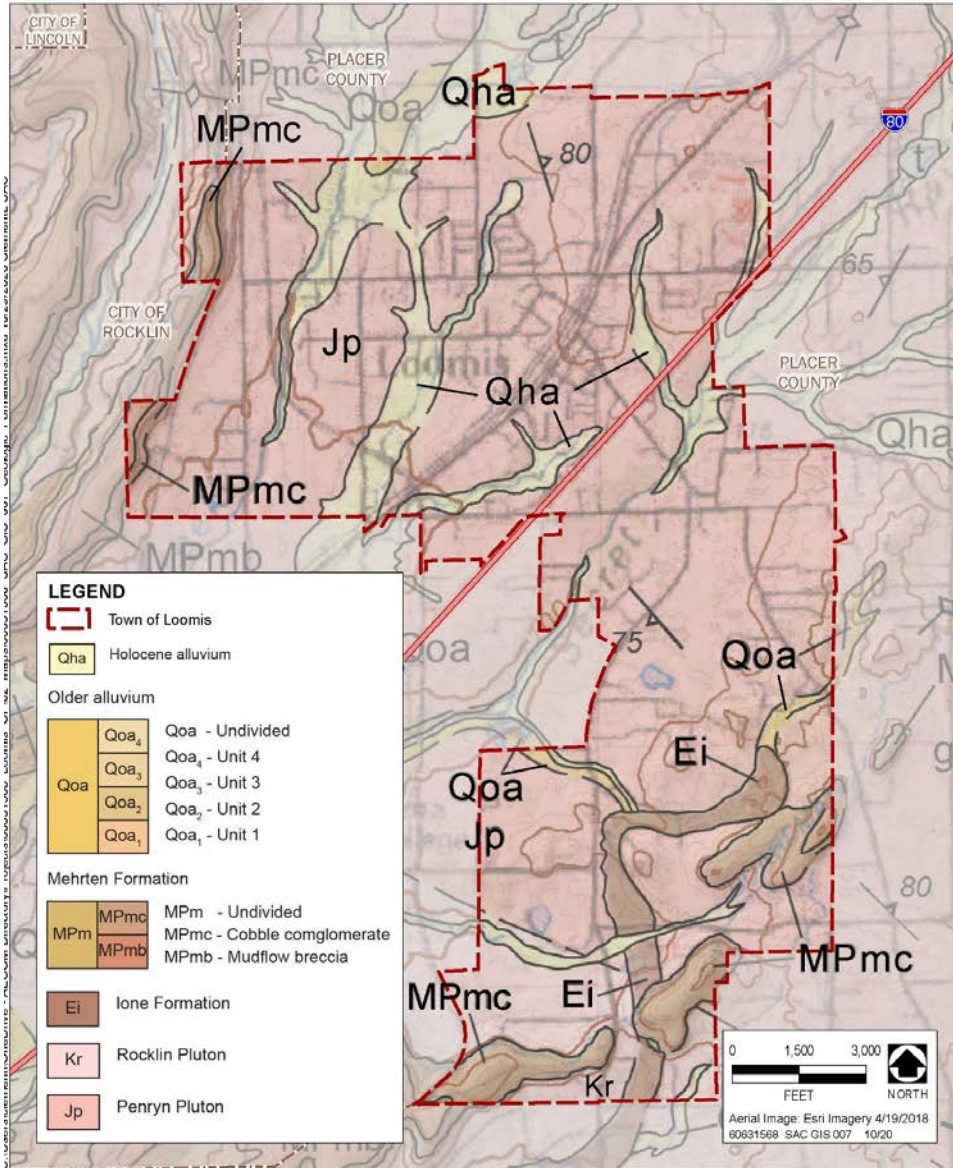 CITY OF
LINCOLN
PLACER
COUNTY
MPmc
Qoa
Qha
t
80
MPmc
80
t
65
CITY OF
ROCKLIN
Jp
Loomis
PLACER
COUNTY
Qha
Qha
MPmc
MPmb
Qoa
75
Qoa
Ei
Qoa
Jp
80
MPmc
MPmc
Ei
Kr
LEGEND
Town of Loomis
Qha Holocene alluvium
Older alluvium
Qoa
Qoa4 Qoa - Undivided
Qoa3 Qoa4 - Unit 4
Qoa2 Qoa3 - Unit 3
Qoa1 Qoa2 - Unit 2
Qoa1 - Unit 1
Mehrten Formation
MPm
MPmc MPm - Undivided
MPmb MPmc - Cobble comglomerate
MPmb - Mudflow breccia
Ei Ione Formation
Kr Rocklin Pluton
Jp Penryn Pluton
0 1,500 3,000
FEET
NORTH
Aerial Image: Esri Imagery 4/19/2018
60631568 SAC GIS 007 10/20